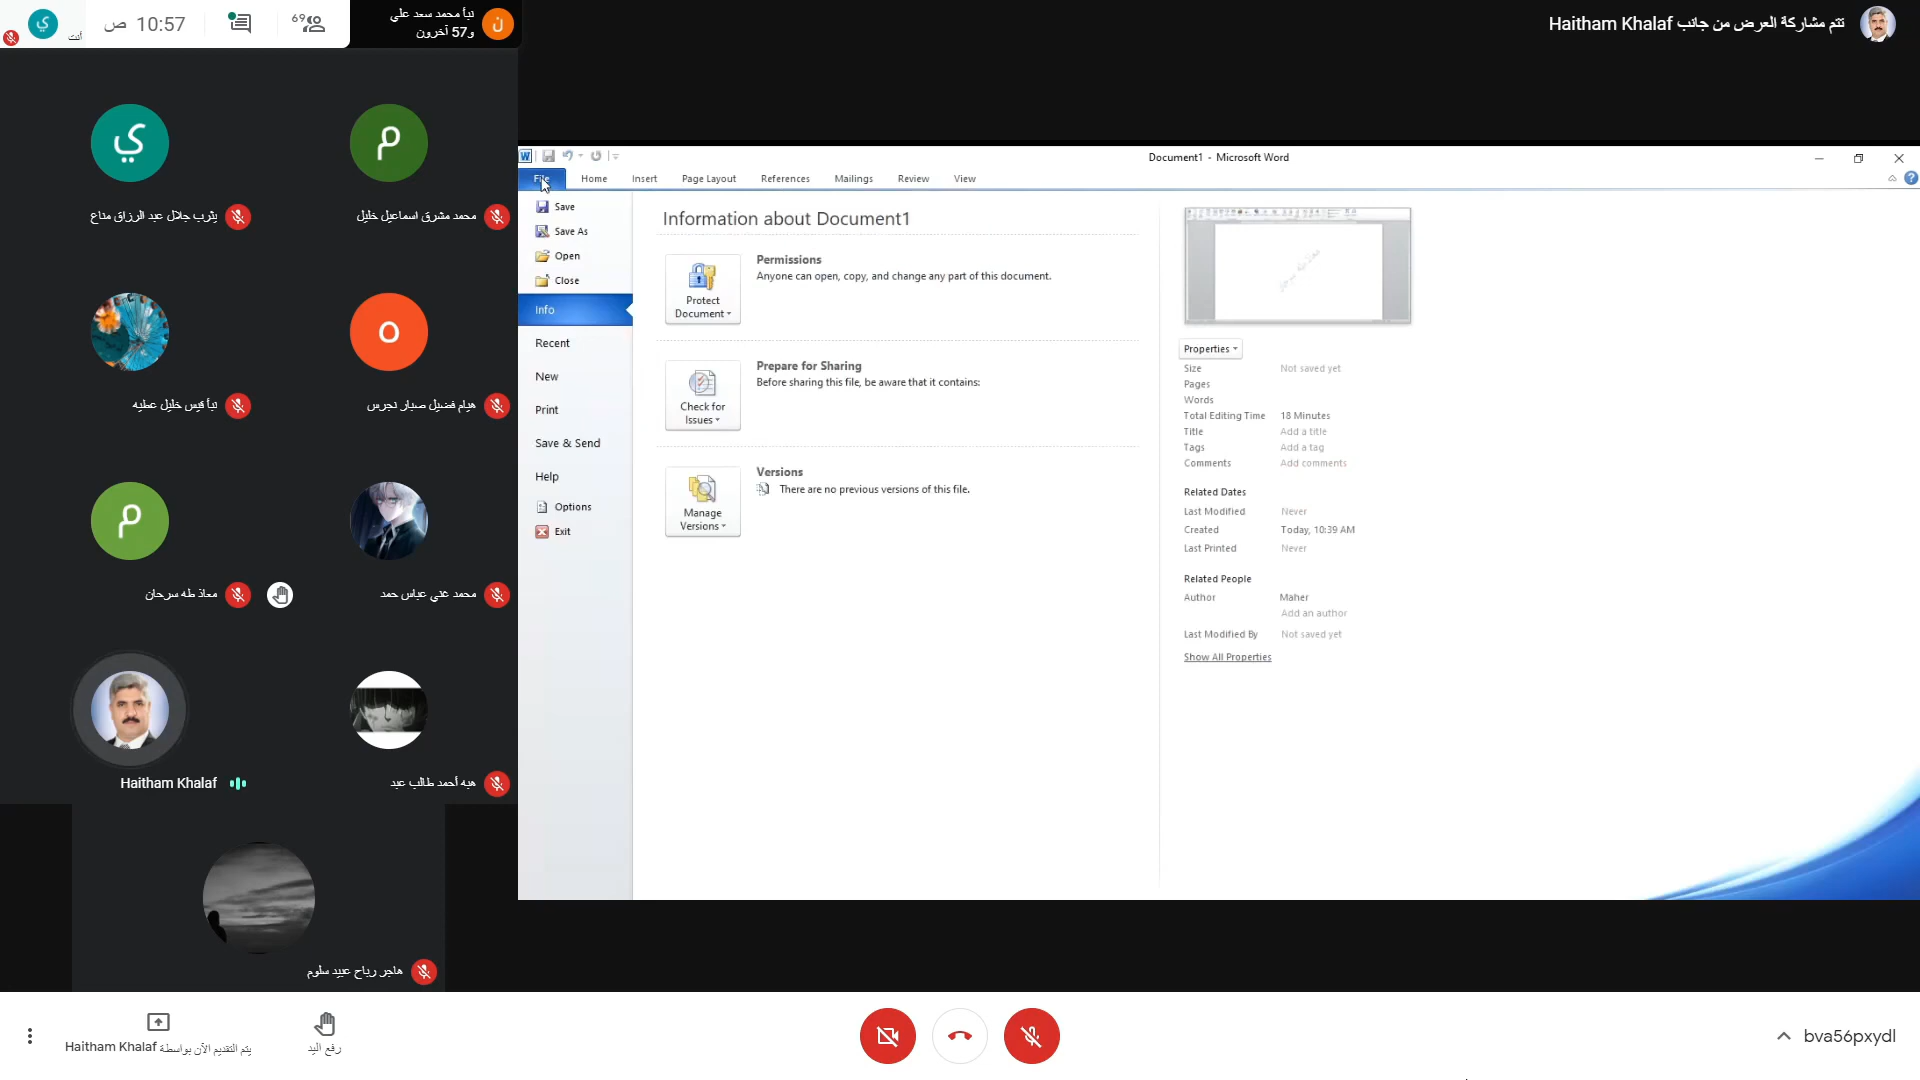 ي
أنت
10:57 ص
69
نبأ محمد سعد علي
و57 آخرون
ن
تتم مشاركة العرض من جانب Haitham Khalaf
ي
م
يثرب جلال عبد الرزاق مناع
محمد مشرق اسماعيل خليل
o
نبأ قيس خليل عطيه
هيام فضيل صبار نجرس
م
معاذ طه سرحان
محمد غني عباس حمد
Haitham Khalaf
هبه أحمد طالب عبد
هاجر رباح عبيد سلوم
Document1 - Microsoft Word
File
Home
Insert
Page Layout
References
Mailings
Review
View
Save
Save As
Open
Close
Info
Recent
New
Print
Save & Send
Help
Options
Exit
Information about Document1
Protect Document
Permissions
Anyone can open, copy, and change any part of this document.
Check for Issues
Prepare for Sharing
Before sharing this file, be aware that it contains:
Manage Versions
Versions
There are no previous versions of this file.
Properties
Size Not saved yet
Pages
Words
Total Editing Time 18 Minutes
Title Add a title
Tags Add a tag
Comments Add comments
Related Dates
Last Modified Never
Created Today, 10:39 AM
Last Printed Never
Related People
Author Maher
Add an author
Last Modified By Not saved yet
Show All Properties
يتم التقديم الآن بواسطة Haitham Khalaf
رفع اليد
bva56pxydl